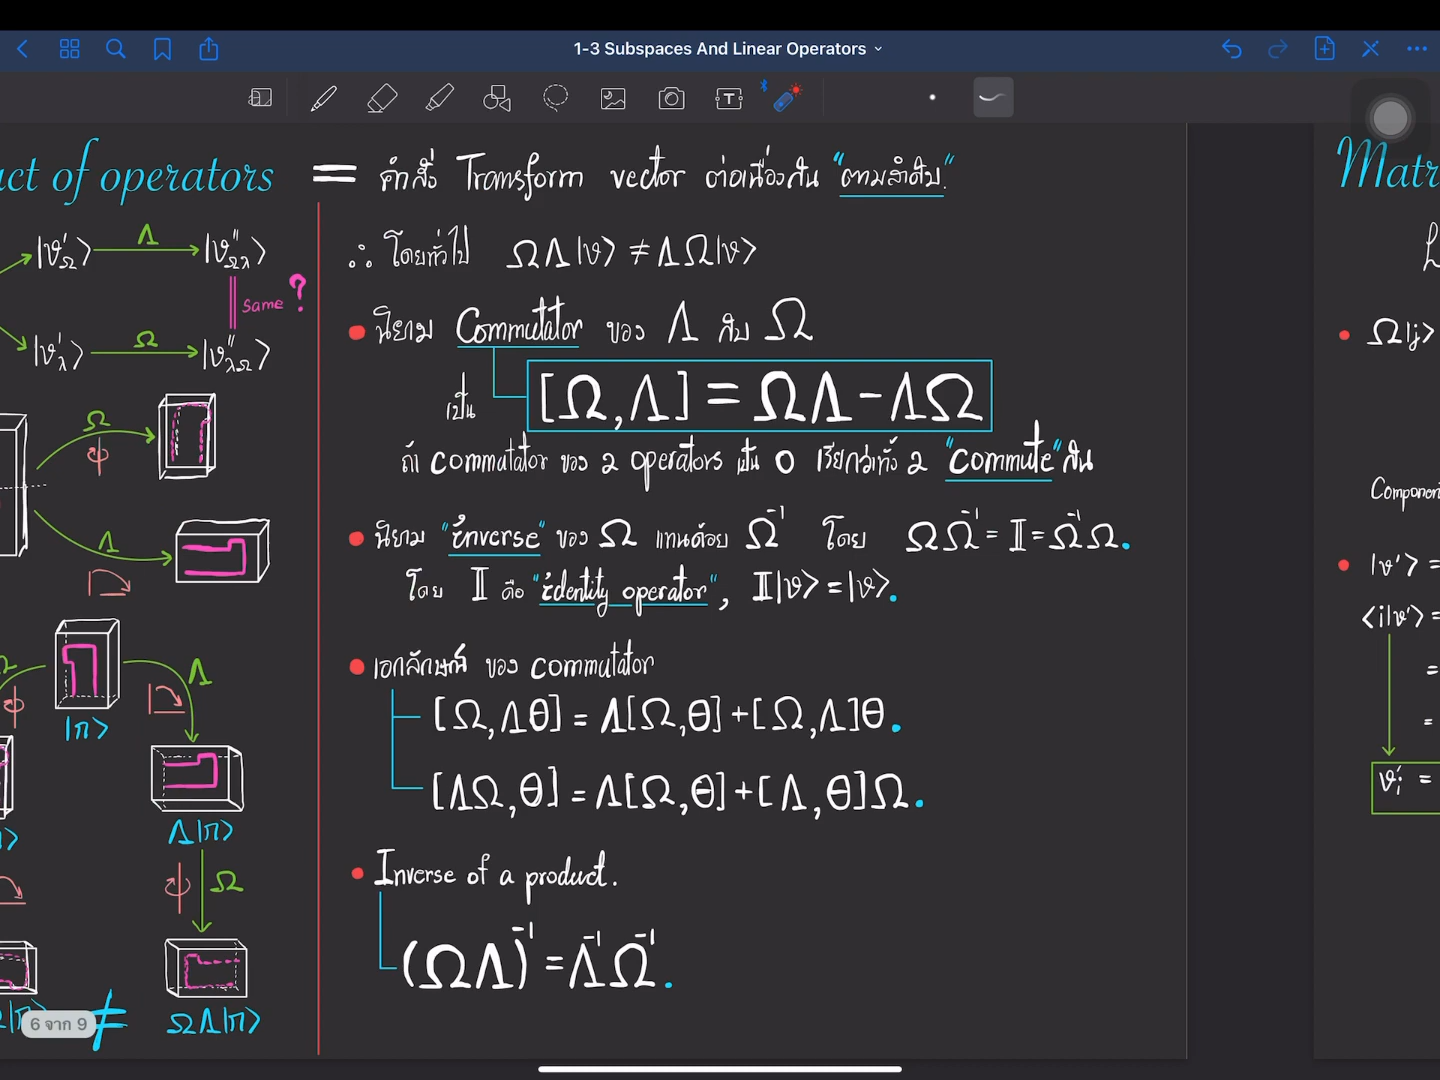 1-3 Subspaces And Linear Operators
ct of operators = คำสั่ง Transform vector ต่อเนื่องกัน "ตามลำดับ."
Matr
|v'Ω> Λ |v''Ωλ>
same ?
|v'λ> Ω |v''λΩ>
Ω
Λ
|Π>
Λ
Λ|Π>
Ω
≠
ΩΛ|Π>
6 จาก 9
∴ โดยทั่วไป ΩΛ|v> ≠ ΛΩ|v>
• นิยาม Commutator ของ Λ กับ Ω
เป็น [Ω,Λ] = ΩΛ-ΛΩ
ถ้า commutator ของ 2 operators เป็น 0 เรียกว่าทั้ง 2 "commute" กัน
• นิยาม "inverse" ของ Ω แทนด้วย Ω⁻¹ โดย ΩΩ⁻¹ = 𝕀 = Ω⁻¹Ω.
โดย 𝕀 คือ "identity operator", 𝕀|v> = |v>.
• เอกลักษณ์ ของ commutator
[Ω,Λθ] = Λ[Ω,θ] + [Ω,Λ]θ.
[ΛΩ,θ] = Λ[Ω,θ] + [Λ,θ]Ω.
• Inverse of a product.
(ΩΛ)⁻¹ = Λ⁻¹Ω⁻¹.
• Ω|j>
Component
• |v'> =
<i|v'> =
=
=
v'i =